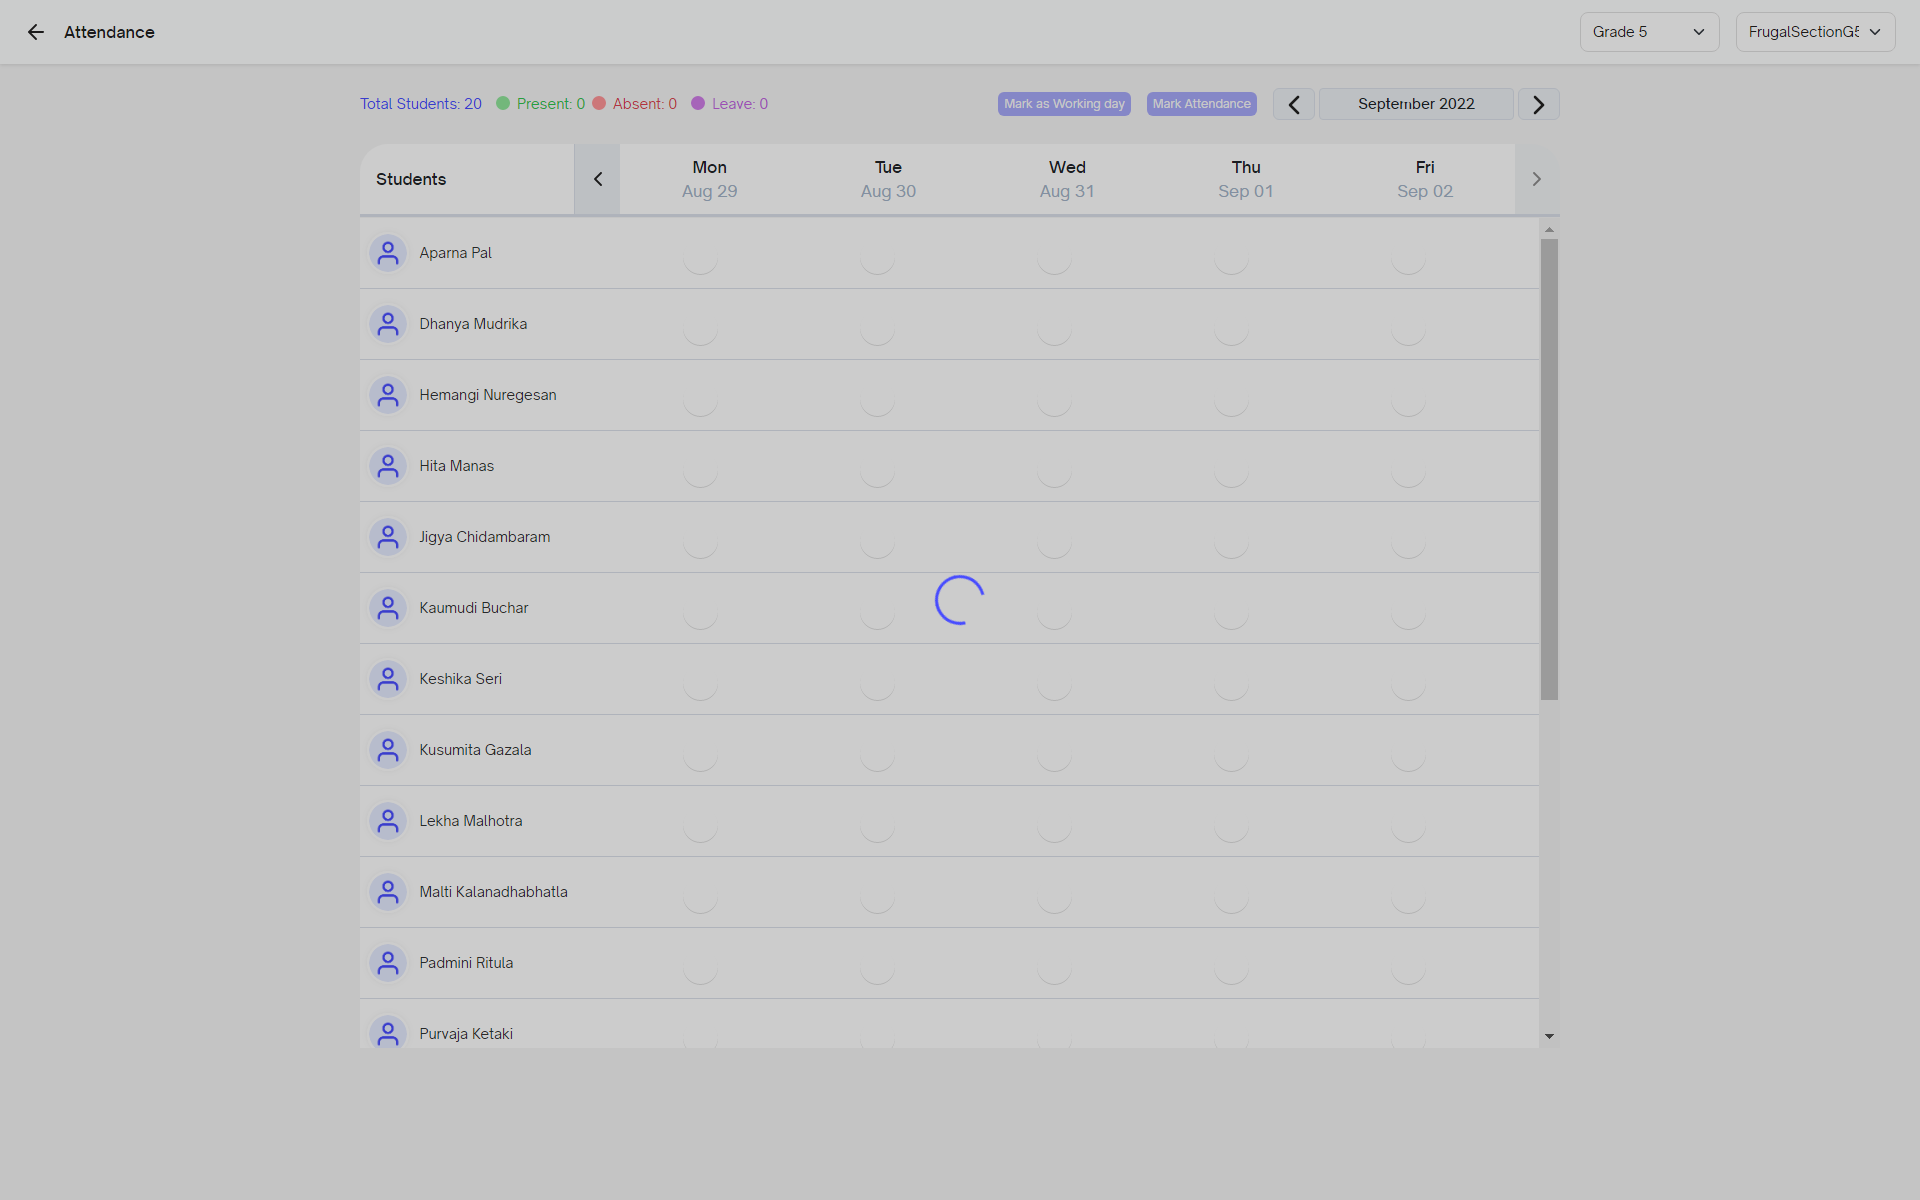 Attendance
Grade 5
FrugalSectionG5
Total Students: 20 Present: 0 Absent: 0 Leave: 0
Mark as Working day
Mark Attendance
September 2022
Students
Mon Tue Wed Thu Fri
Aug 29 Aug 30 Aug 31 Sep 01 Sep 02
Aparna Pal
Dhanya Mudrika
Hemangi Nuregesan
Hita Manas
Jigya Chidambaram
Kaumudi Buchar
Keshika Seri
Kusumita Gazala
Lekha Malhotra
Malti Kalanadhabhatla
Padmini Ritula
Purvaja Ketaki